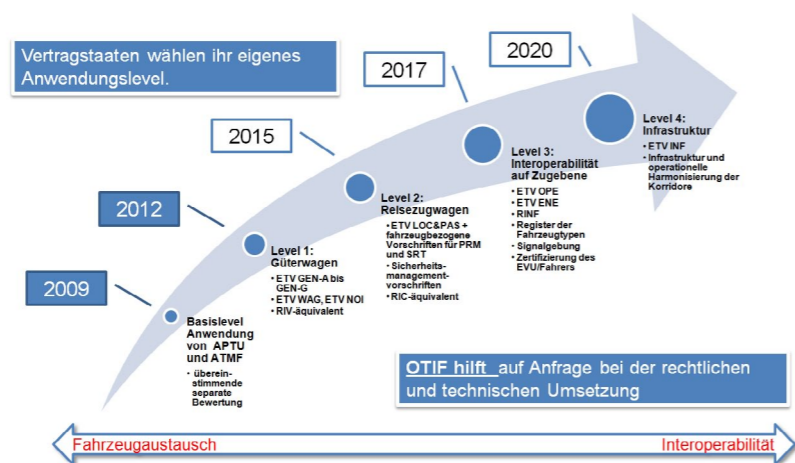 Vertragstaaten wählen ihr eigenes
Anwendungslevel.
2009
Basislevel
Anwendung
von APTU
und ATMF
• überein-
stimmende
separate
Bewertung
2012
Level 1:
Güterwagen
• ETV GEN-A bis
GEN-G
• ETV WAG, ETV NOI
• RIV-äquivalent
2015
Level 2:
Reisezugwagen
• ETV LOC&PAS +
fahrzeugbezogene
Vorschriften für PRM
und SRT
• Sicherheits-
management-
vorschriften
• RIC-äquivalent
2017
Level 3:
Interoperabilität
auf Zugebene
• ETV OPE
• ETV ENE
• RINF
• Register der
Fahrzeugtypen
• Signalgebung
• Zertifizierung des
EVU/Fahrers
2020
Level 4:
Infrastruktur
• ETV INF
• Infrastruktur und
operationelle
Harmonisierung der
Korridore
OTIF hilft auf Anfrage bei der rechtlichen
und technischen Umsetzung
Fahrzeugaustausch
Interoperabilität